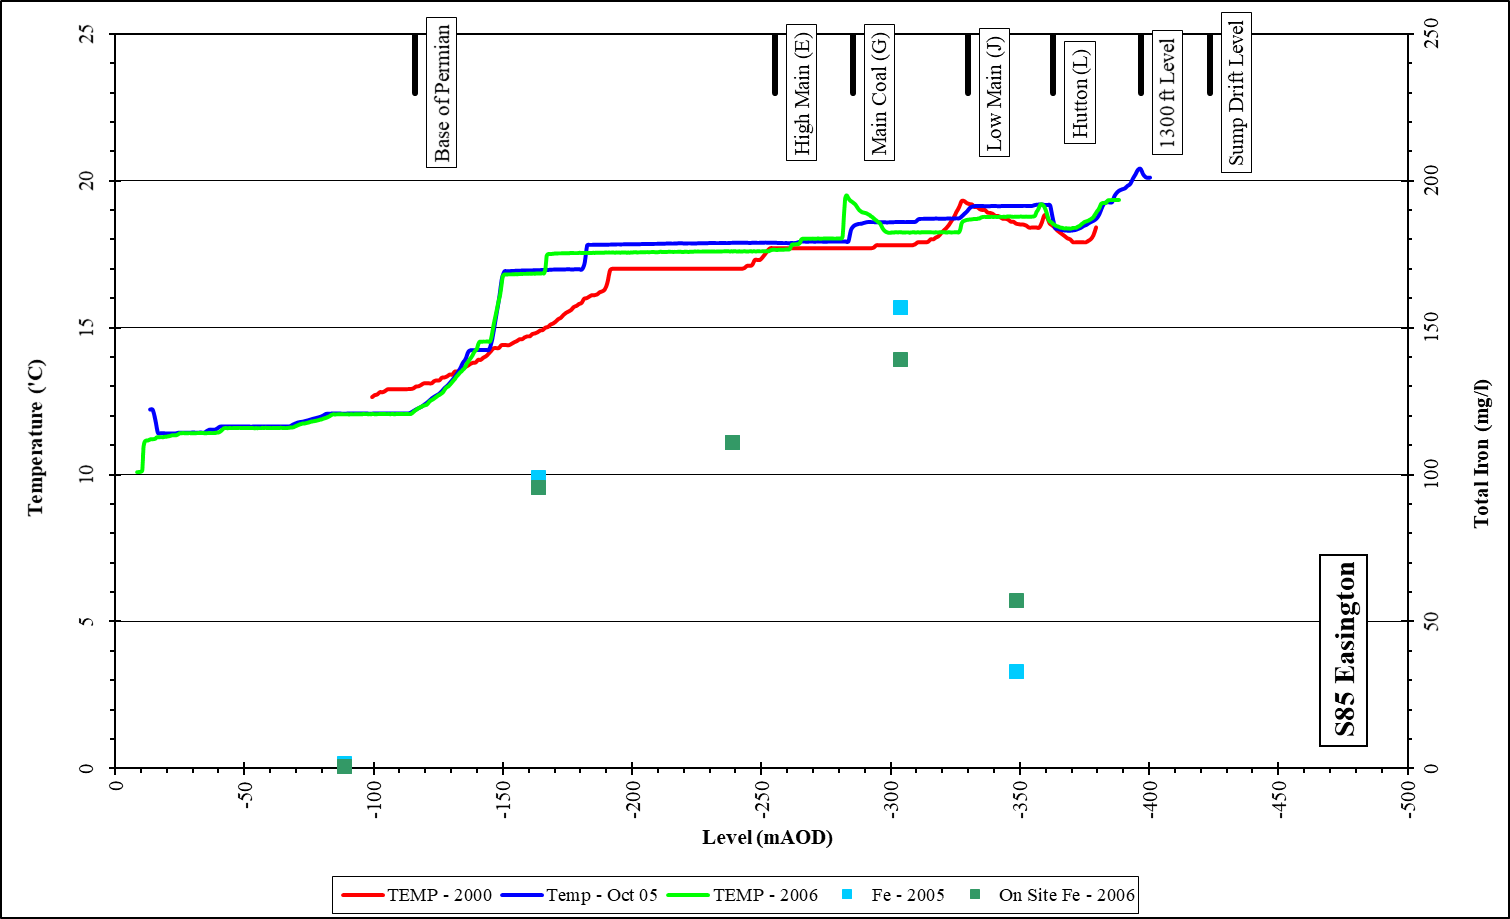 25
20
15
10
5
0
Temperature ('C)
Base of Permian
High Main (E)
Main Coal (G)
Low Main (J)
Hutton (L)
1300 ft Level
Sump Drift Level
250
200
150
100
50
0
Total Iron (mg/l)
S85 Easington
0
-50
-100
-150
-200
-250
-300
-350
-400
-450
-500
Level (mAOD)
TEMP - 2000 Temp - Oct 05 TEMP - 2006 Fe - 2005 On Site Fe - 2006